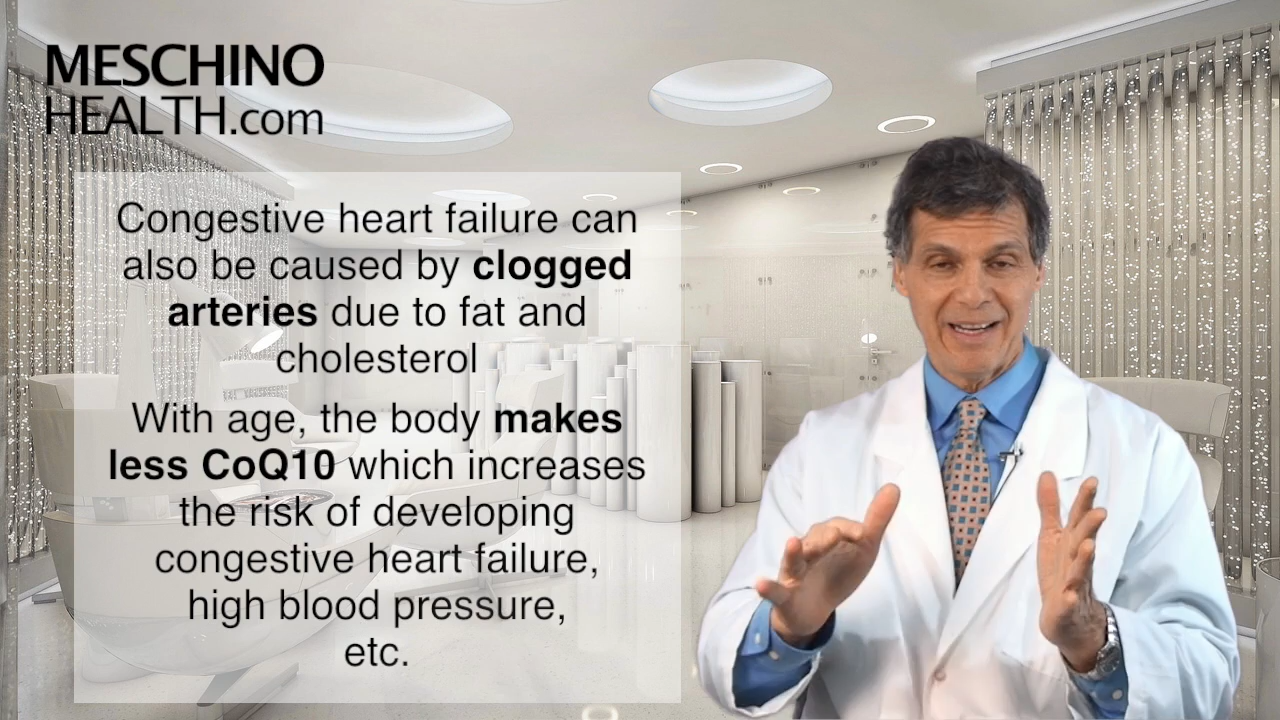 MESCHINO
HEALTH.com
Congestive heart failure can
also be caused by clogged
arteries due to fat and
cholesterol
With age, the body makes
less CoQ10 which increases
the risk of developing
congestive heart failure,
high blood pressure,
etc.